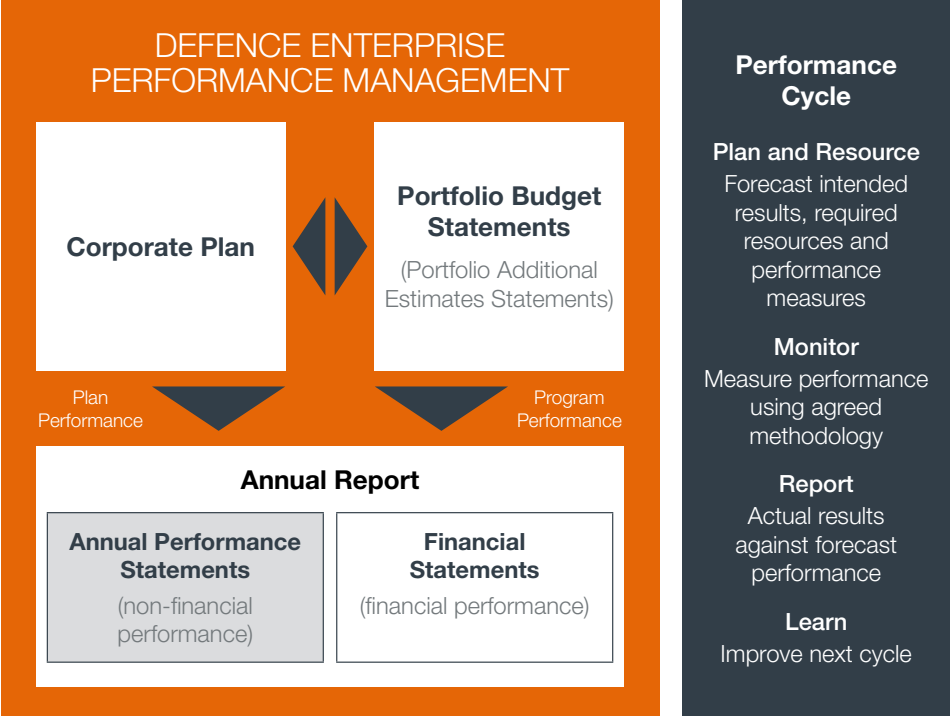 DEFENCE ENTERPRISE
PERFORMANCE MANAGEMENT
Corporate Plan
Portfolio Budget
Statements
(Portfolio Additional
Estimates Statements)
Plan
Performance
Program
Performance
Annual Report
Annual Performance
Statements
(non-financial
performance)
Financial
Statements
(financial performance)
Performance
Cycle
Plan and Resource
Forecast intended
results, required
resources and
performance
measures
Monitor
Measure performance
using agreed
methodology
Report
Actual results
against forecast
performance
Learn
Improve next cycle